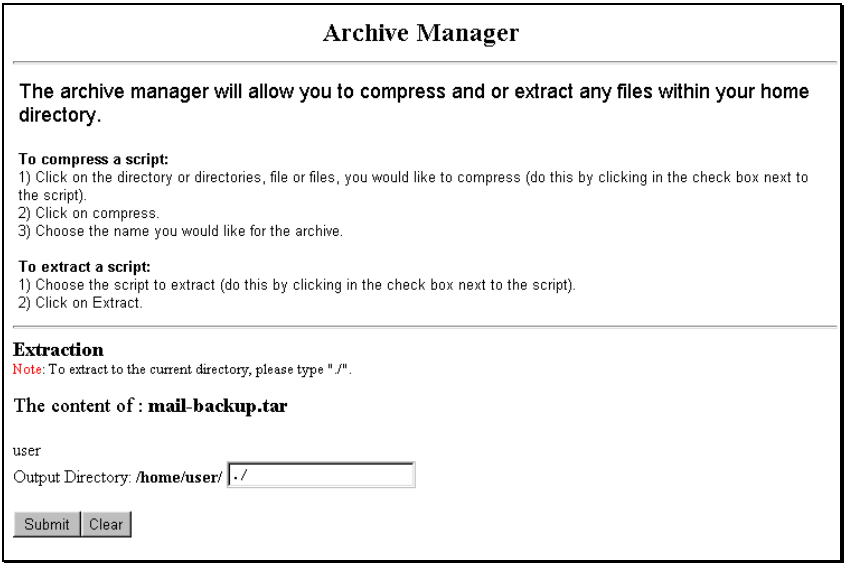 Archive Manager
The archive manager will allow you to compress and or extract any files within your home
directory.
To compress a script:
1) Click on the directory or directories, file or files, you would like to compress (do this by clicking in the check box next to
the script).
2) Click on compress.
3) Choose the name you would like for the archive.
To extract a script:
1) Choose the script to extract (do this by clicking in the check box next to the script).
2) Click on Extract.
Extraction
Note: To extract to the current directory, please type "./".
The content of : mail-backup.tar
user
Output Directory: /home/user/ ./
Submit Clear